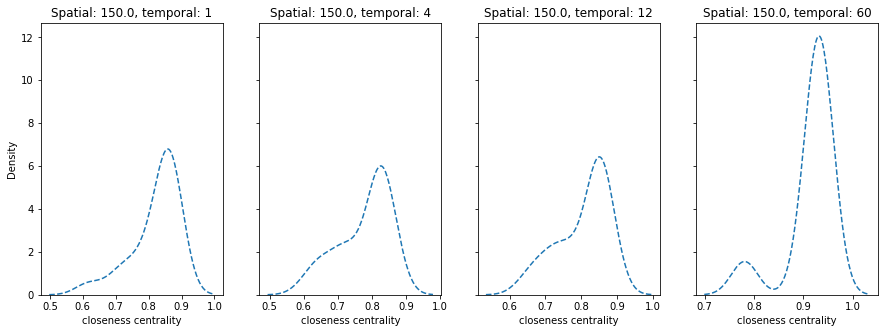 Spatial: 150.0, temporal: 1
Spatial: 150.0, temporal: 4
Spatial: 150.0, temporal: 12
Spatial: 150.0, temporal: 60
Density
12
10
8
6
4
2
0
0.5 0.6 0.7 0.8 0.9 1.0
0.5 0.6 0.7 0.8 0.9 1.0
0.6 0.7 0.8 0.9 1.0
0.7 0.8 0.9 1.0
closeness centrality
closeness centrality
closeness centrality
closeness centrality